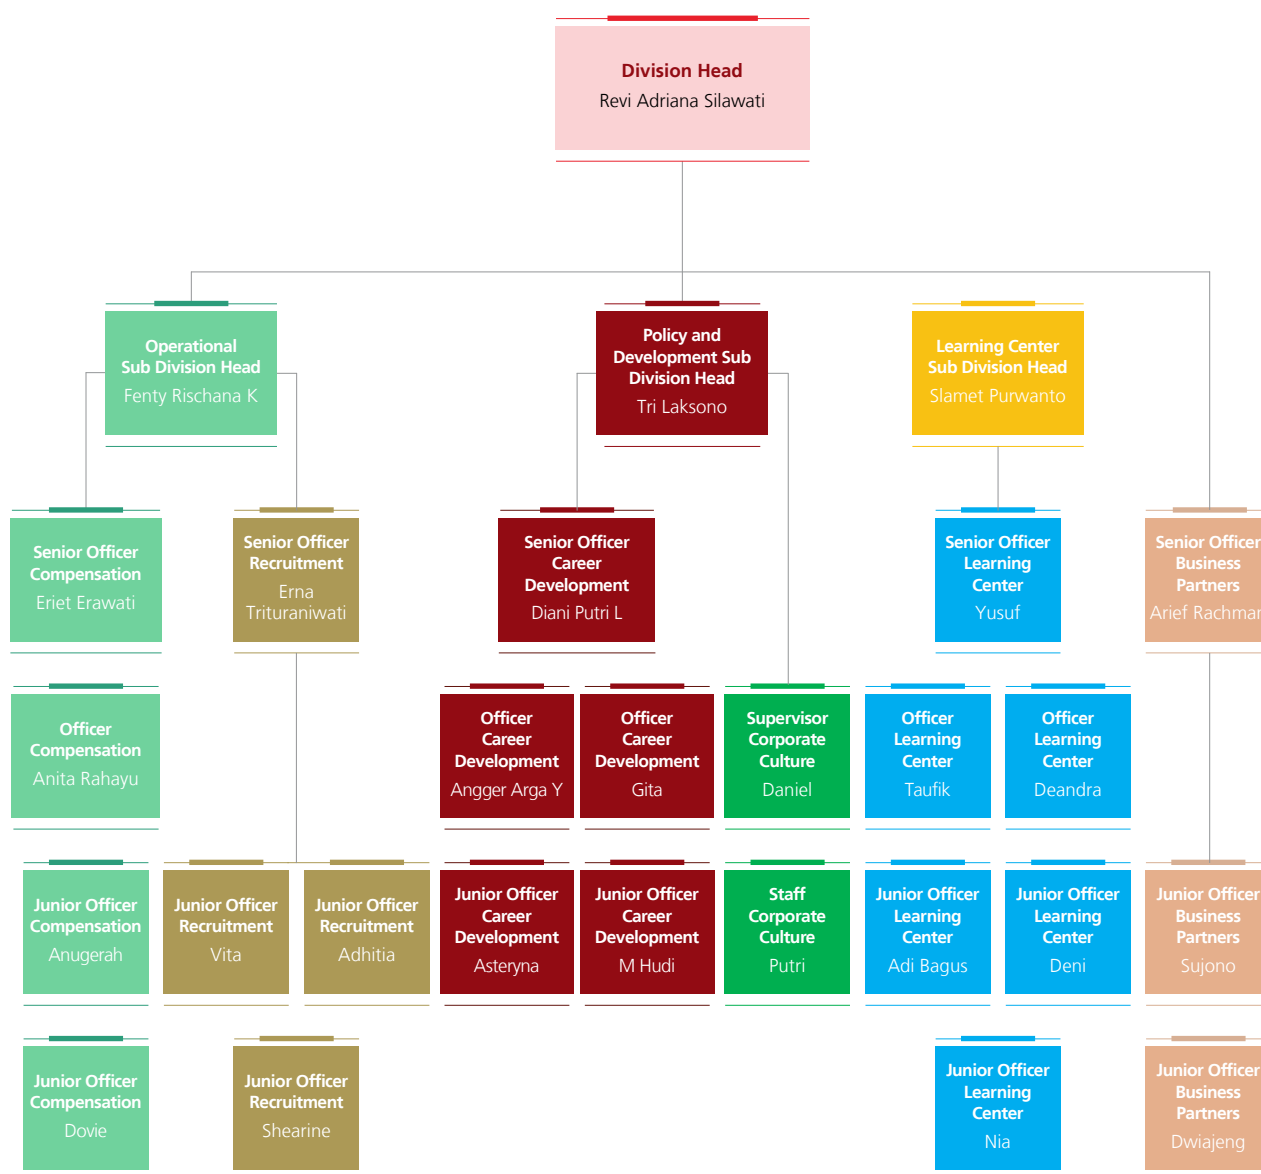 Division Head
Revi Adriana Silawati
Operational
Sub Division Head
Fenty Rischana K
Policy and
Development Sub
Division Head
Tri Laksono
Learning Center
Sub Division Head
Slamet Purwanto
Senior Officer
Compensation
Eriet Erawati
Senior Officer
Recruitment
Erna
Trituraniwati
Senior Officer
Career
Development
Diani Putri L
Senior Officer
Learning
Center
Yusuf
Senior Officer
Business
Partners
Arief Rachman
Officer
Compensation
Anita Rahayu
Officer
Career
Development
Angger Arga Y
Officer
Career
Development
Gita
Supervisor
Corporate
Culture
Daniel
Officer
Learning
Center
Taufik
Officer
Learning
Center
Deandra
Junior Officer
Compensation
Anugerah
Junior Officer
Recruitment
Vita
Junior Officer
Recruitment
Adhitia
Junior Officer
Career
Development
Asteryna
Junior Officer
Career
Development
M Hudi
Staff
Corporate
Culture
Putri
Junior Officer
Learning
Center
Adi Bagus
Junior Officer
Learning
Center
Deni
Junior Officer
Business
Partners
Sujono
Junior Officer
Compensation
Dovie
Junior Officer
Recruitment
Shearine
Junior Officer
Learning
Center
Nia
Junior Officer
Business
Partners
Dwiajeng